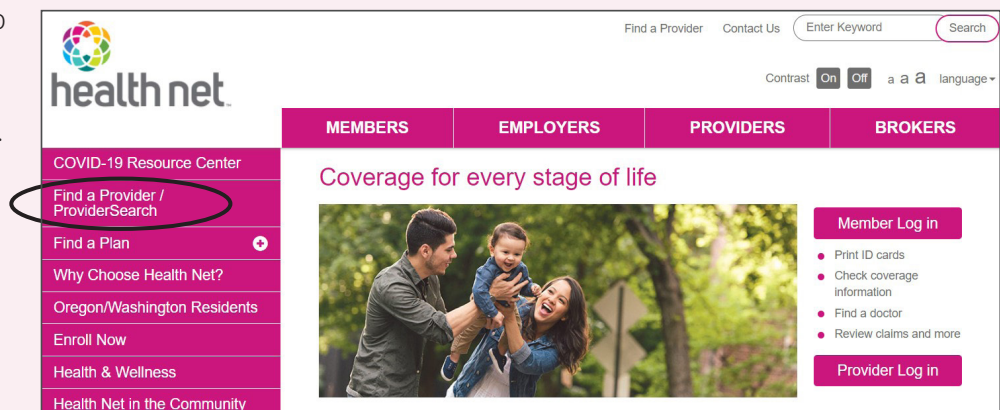 health net
Find a Provider Contact Us Enter Keyword Search
Contrast On Off a a a language
MEMBERS EMPLOYERS PROVIDERS BROKERS
COVID-19 Resource Center
Find a Provider /
ProviderSearch
Find a Plan
Why Choose Health Net?
Oregon/Washington Residents
Enroll Now
Health & Wellness
Health Net in the Community
Coverage for every stage of life
Member Log in
Print ID cards
Check coverage
information
Find a doctor
Review claims and more
Provider Log in